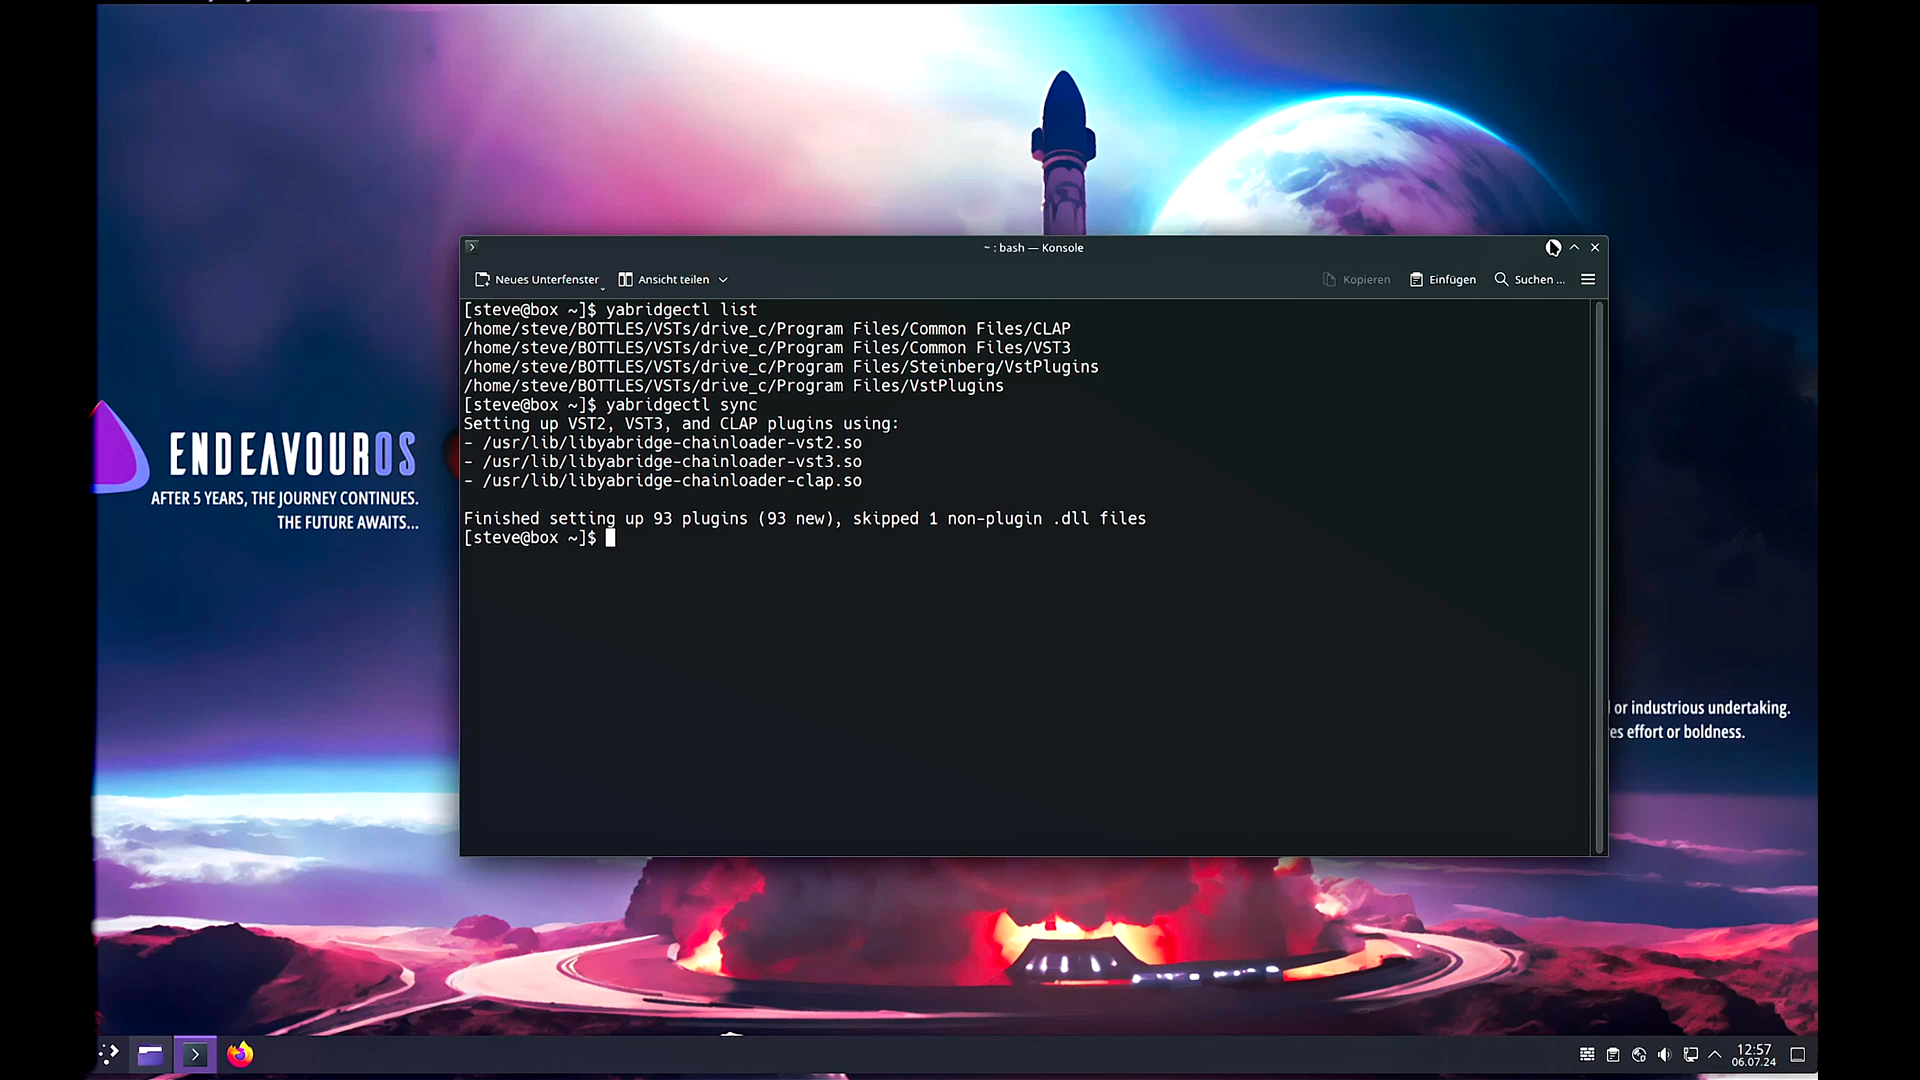 ~ : bash — Konsole
Neues Unterfenster
Ansicht teilen
Kopieren
Einfügen
Suchen ...
[steve@box ~]$ yabridgectl list
/home/steve/BOTTLES/VSTs/drive_c/Program Files/Common Files/CLAP
/home/steve/BOTTLES/VSTs/drive_c/Program Files/Common Files/VST3
/home/steve/BOTTLES/VSTs/drive_c/Program Files/Steinberg/VstPlugins
/home/steve/BOTTLES/VSTs/drive_c/Program Files/VstPlugins
[steve@box ~]$ yabridgectl sync
Setting up VST2, VST3, and CLAP plugins using:
- /usr/lib/libyabridge-chainloader-vst2.so
- /usr/lib/libyabridge-chainloader-vst3.so
- /usr/lib/libyabridge-chainloader-clap.so
Finished setting up 93 plugins (93 new), skipped 1 non-plugin .dll files
[steve@box ~]$
ENDEAVOUROS
AFTER 5 YEARS, THE JOURNEY CONTINUES.
THE FUTURE AWAITS...
or industrious undertaking.
effort or boldness.
12:57
06.07.24